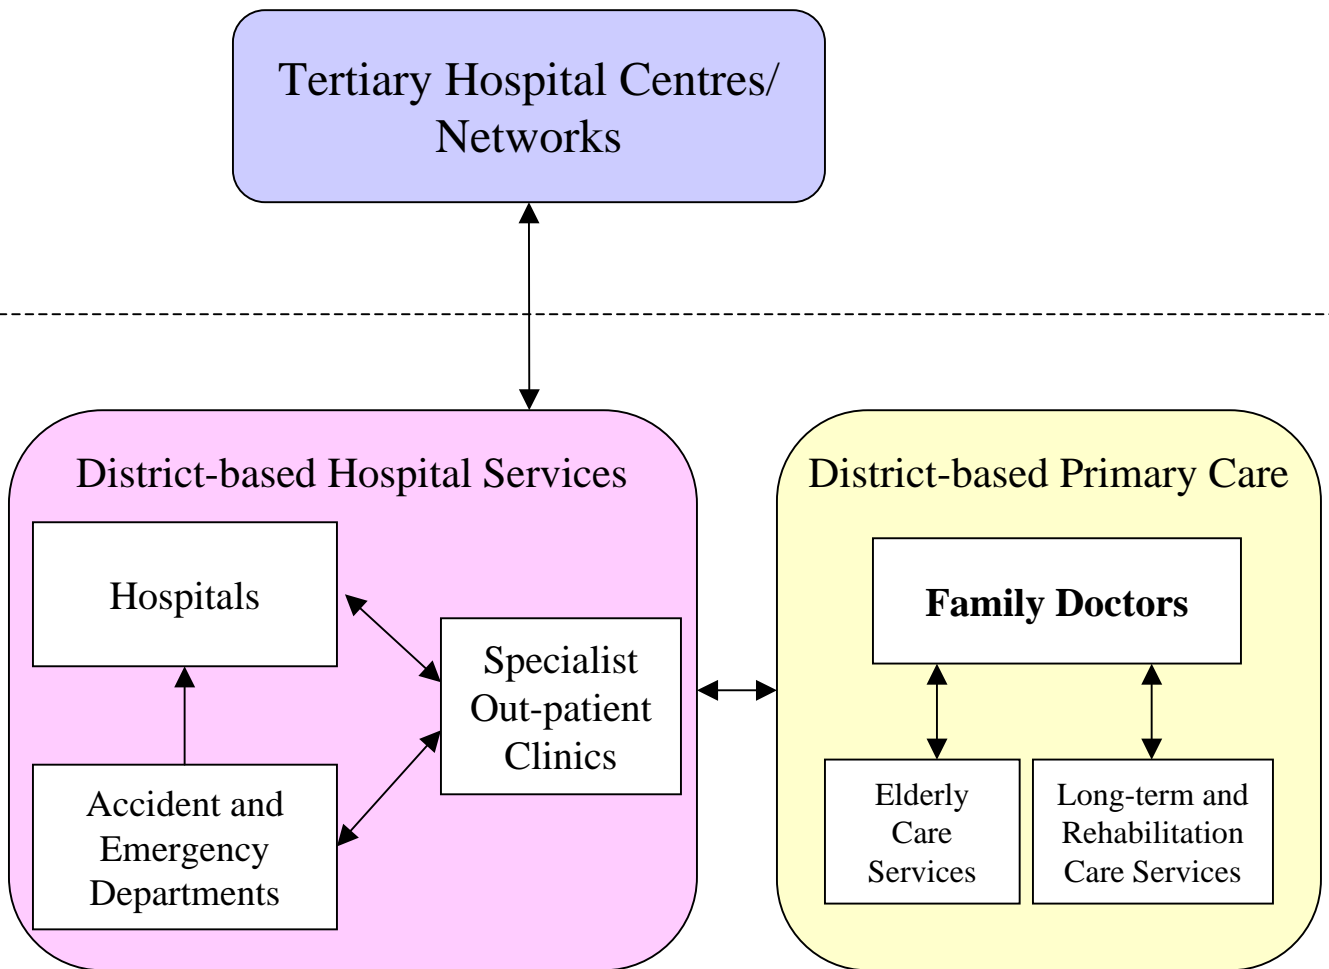 Tertiary Hospital Centres/
Networks
District-based Hospital Services
Hospitals
Specialist
Out-patient
Clinics
Accident and
Emergency
Departments
District-based Primary Care
Family Doctors
Elderly
Care
Services
Long-term and
Rehabilitation
Care Services